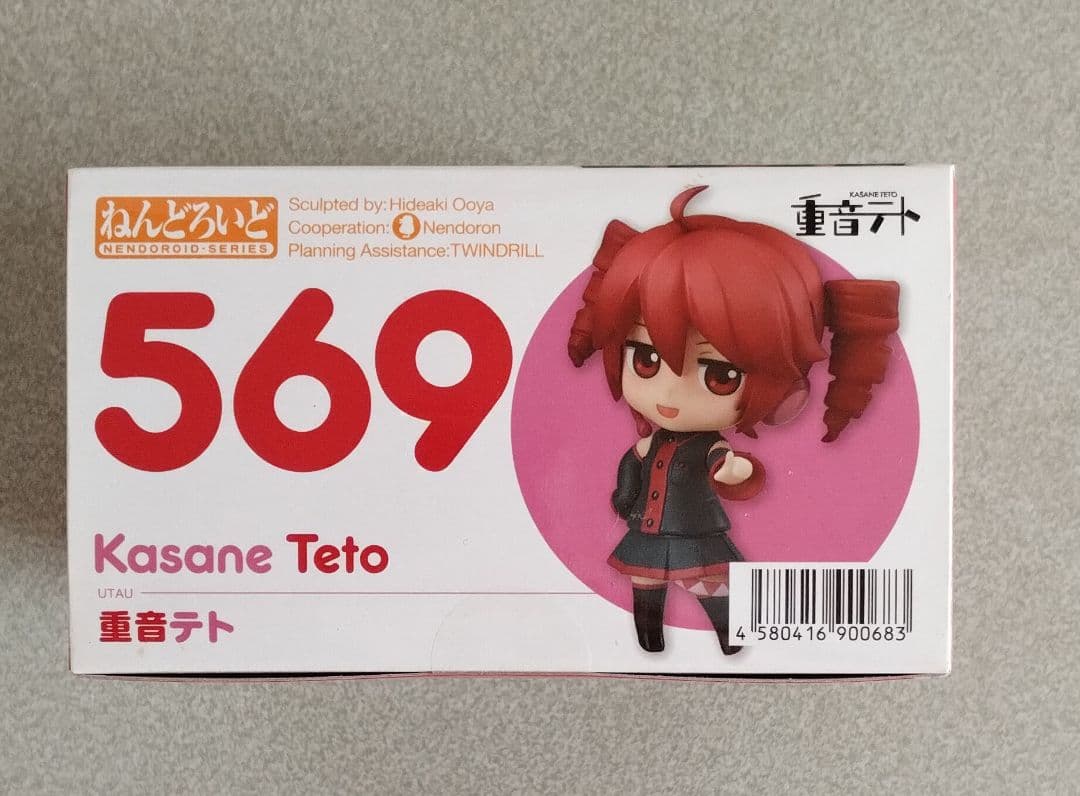 ねんどろいど
NENDOROID-SERIES
Sculpted by: Hideaki Ooya
Cooperation: Nendoron
Planning Assistance:TWINDRILL
KASANE TETO
重音テト
569
Kasane Teto
UTAU
重音テト
4 580416 900683